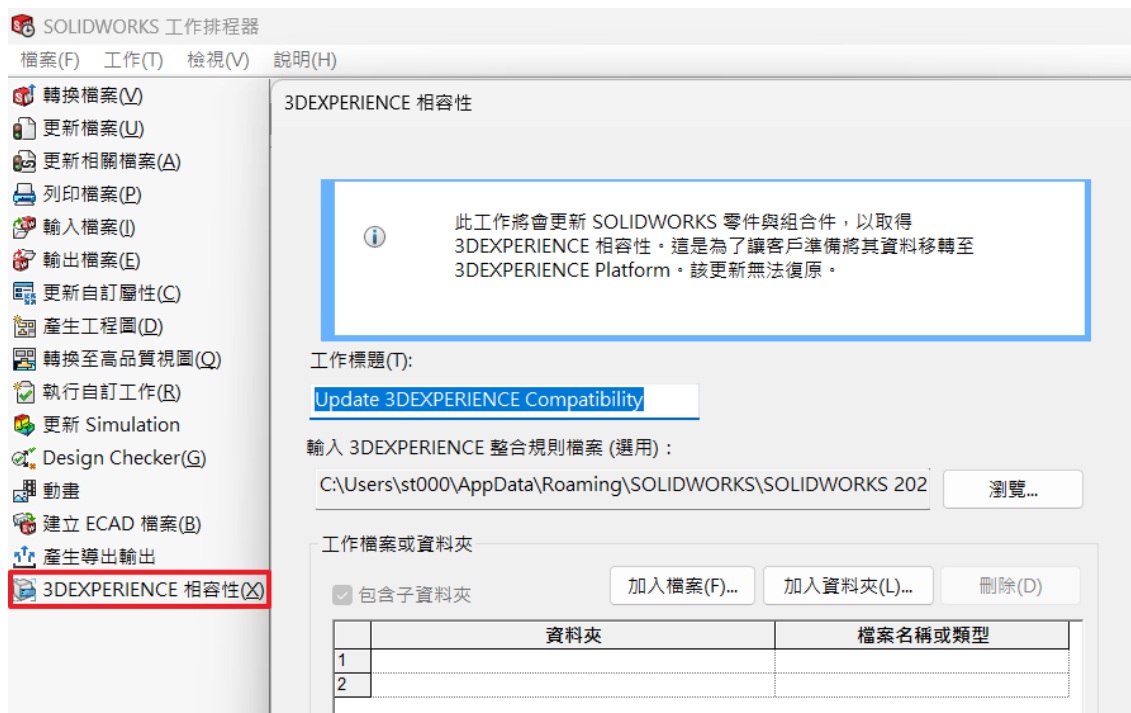 SOLIDWORKS 工作排程器
檔案(F) 工作(T) 檢視(V) 說明(H)
轉換檔案(V)
更新檔案(U)
更新相關檔案(A)
列印檔案(P)
輸入檔案(I)
輸出檔案(E)
更新自訂屬性(C)
產生工程圖(D)
轉換至高品質視圖(Q)
執行自訂工作(R)
更新 Simulation
Design Checker(G)
動畫
建立 ECAD 檔案(B)
產生導出輸出
3DEXPERIENCE 相容性(X)
3DEXPERIENCE 相容性
此工作將會更新 SOLIDWORKS 零件與組合件，以取得
3DEXPERIENCE 相容性。這是為了讓客戶準備將其資料移轉至
3DEXPERIENCE Platform。該更新無法復原。
工作標題(T):
Update 3DEXPERIENCE Compatibility
輸入 3DEXPERIENCE 整合規則檔案 (選用)：
C:\Users\st000\AppData\Roaming\SOLIDWORKS\SOLIDWORKS 202
瀏覽...
工作檔案或資料夾
包含子資料夾 加入檔案(F)... 加入資料夾(L)... 刪除(D)
資料夾 檔案名稱或類型
1
2